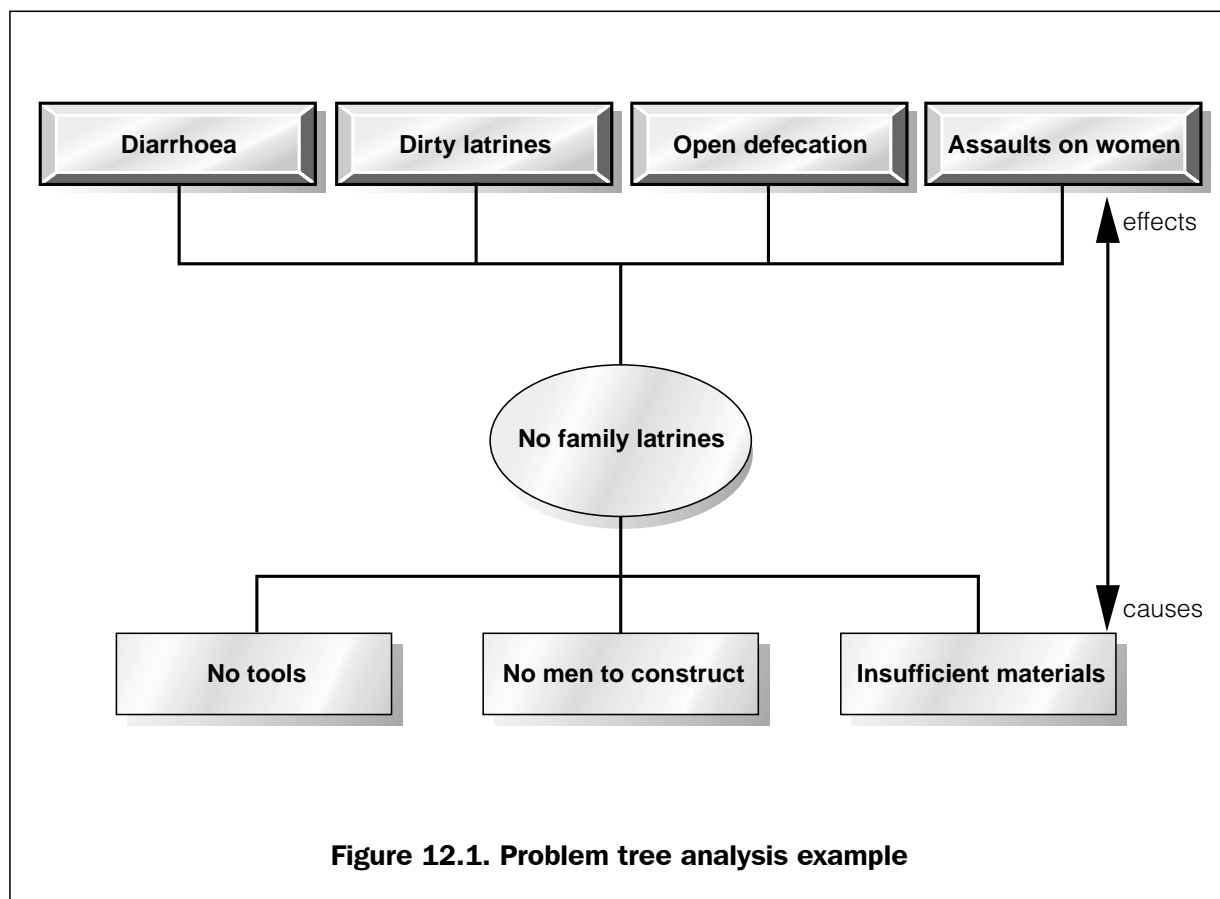 Diarrhoea
Dirty latrines
Open defecation
Assaults on women
effects
No family latrines
causes
No tools
No men to construct
Insufficient materials
Figure 12.1. Problem tree analysis example